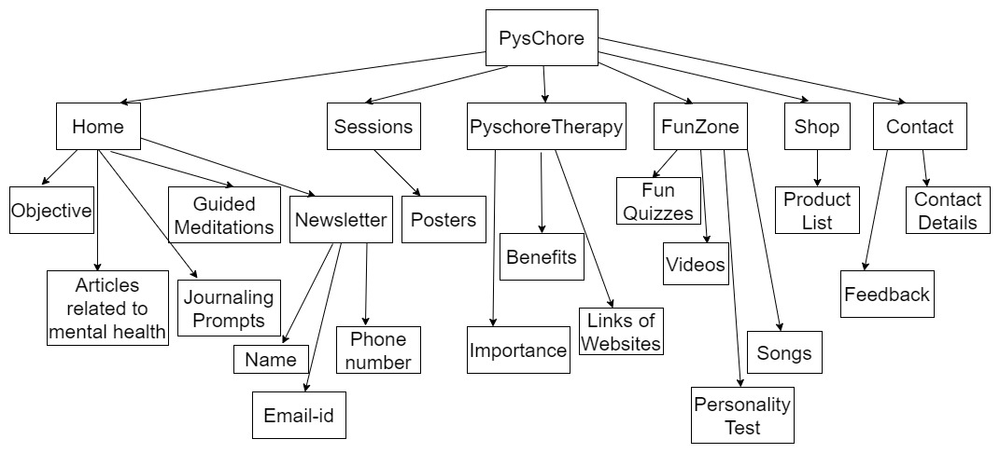 PysChore
Home
Sessions
PyschoreTherapy
FunZone
Shop
Contact
Objective
Guided
Meditations
Newsletter
Posters
Fun
Quizzes
Product
List
Contact
Details
Benefits
Videos
Articles
related to
mental health
Journaling
Prompts
Feedback
Name
Phone
number
Importance
Links of
Websites
Songs
Email-id
Personality
Test